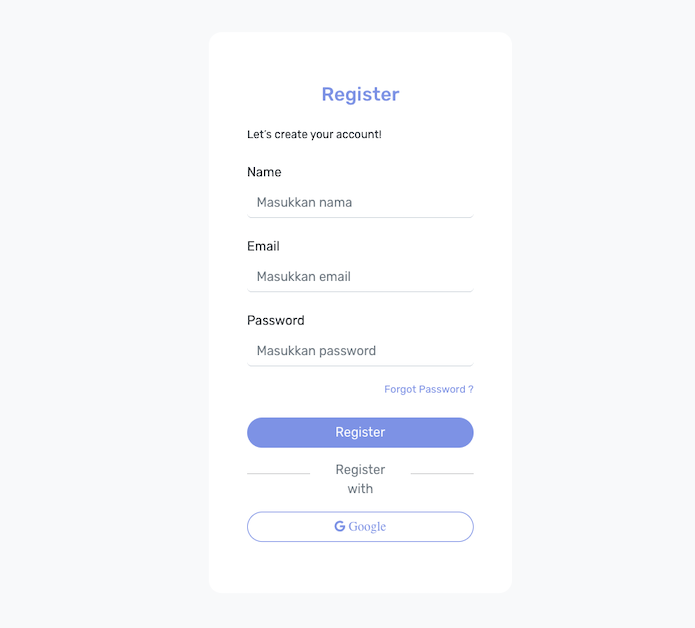 Register
Let's create your account!
Name
Masukkan nama
Email
Masukkan email
Password
Masukkan password
Forgot Password ?
Register
Register
with
Google